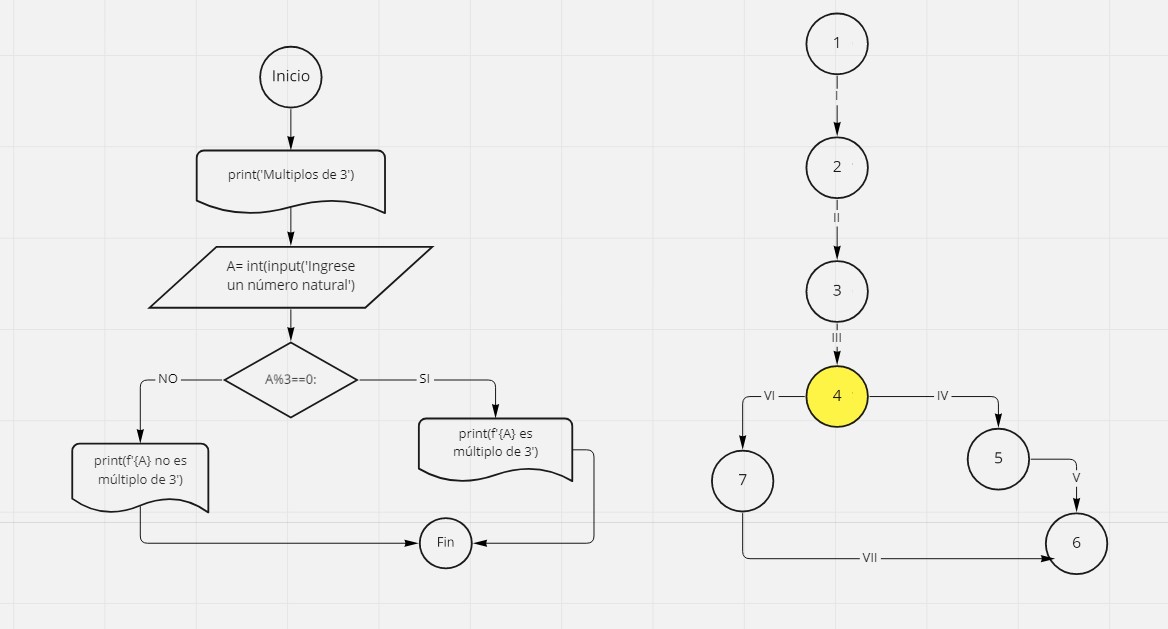 Inicio
print('Multiplos de 3')
A= int(input('Ingrese
un número natural')
A%3==0:
NO
SI
print(f'{A} no es
múltiplo de 3')
print(f'{A} es
múltiplo de 3')
Fin
1
I
2
II
3
III
4
VI
IV
7
5
V
6
VII